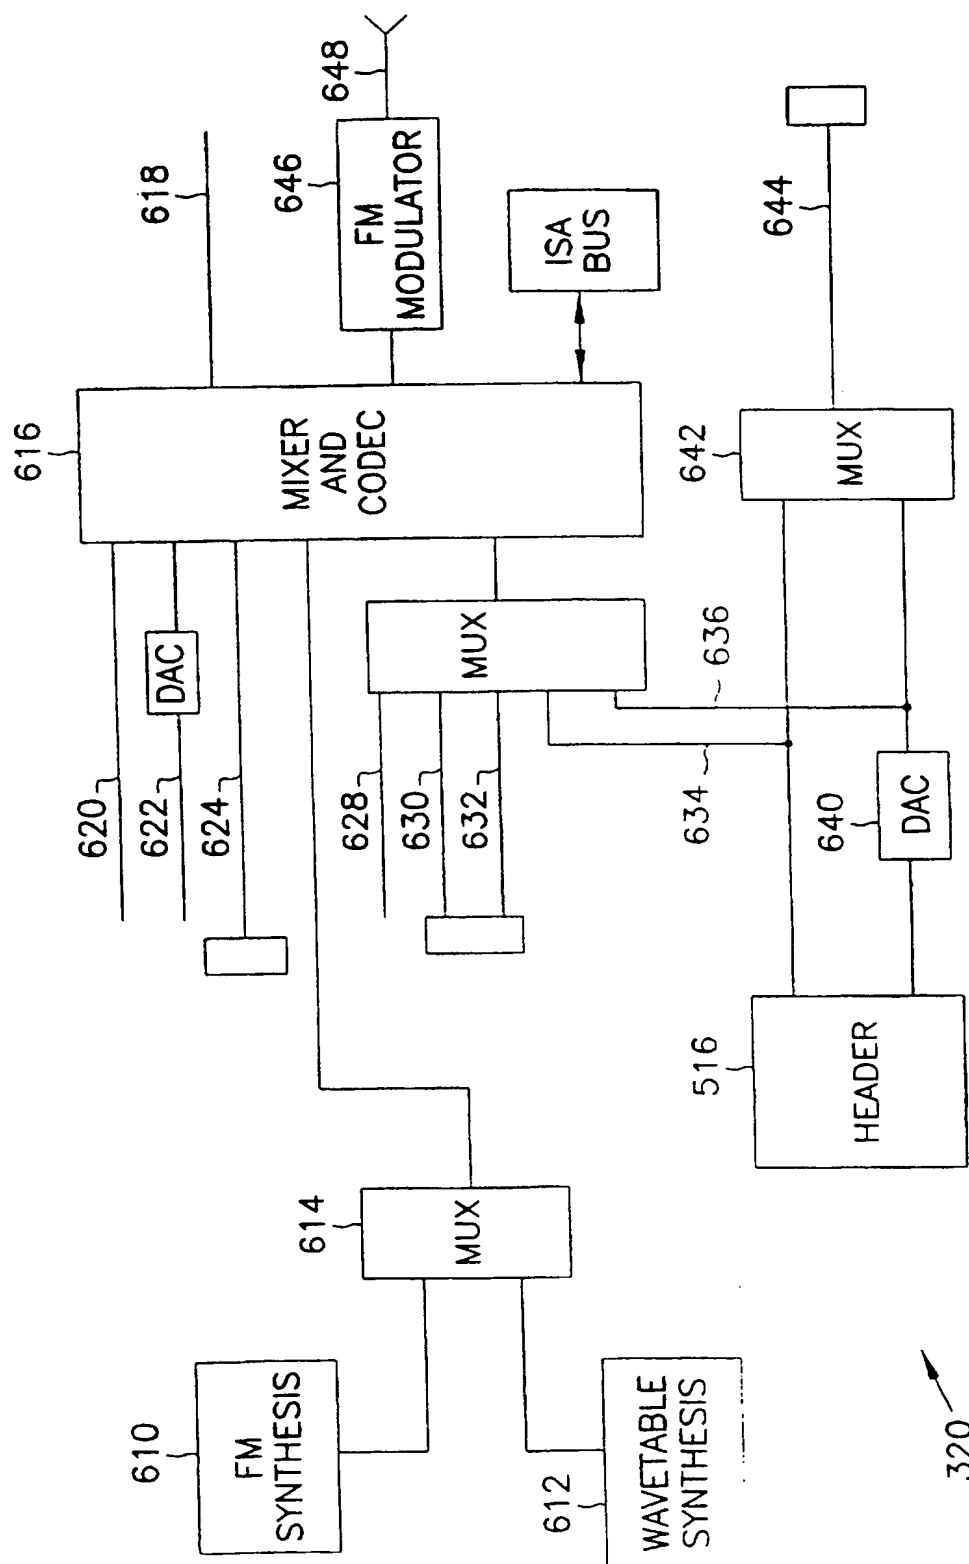 610
FM
SYNTHESIS
612
WAVETABLE
SYNTHESIS
614
MUX
620
622
DAC
624
616
MIXER
AND
CODEC
618
646
FM
MODULATOR
648
ISA
BUS
628
630
632
MUX
634
636
516
HEADER
640
DAC
642
MUX
644
320